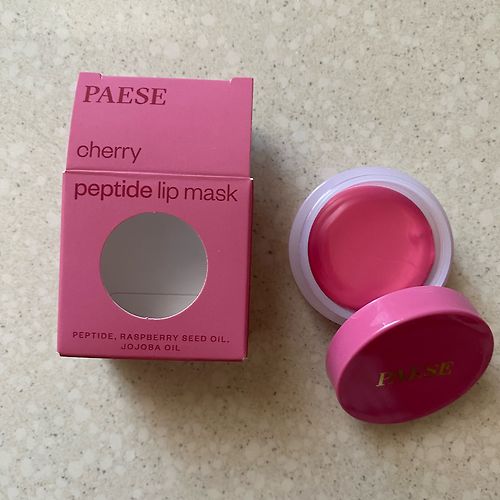 PAESE
cherry
peptide lip mask
PEPTIDE, RASPBERRY SEED OIL,
JOJOBA OIL
PAESE